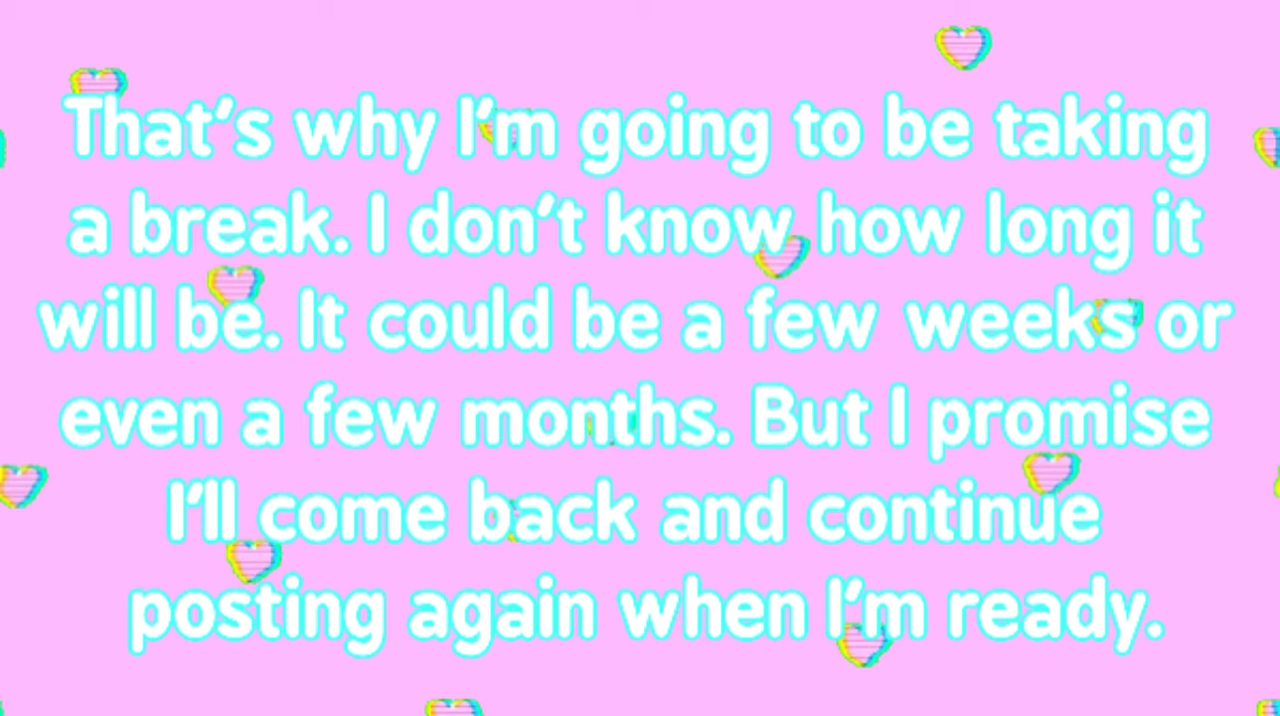 That's why I'm going to be taking
a break. I don't know how long it
will be. It could be a few weeks or
even a few months. But I promise
I'll come back and continue
posting again when I'm ready.